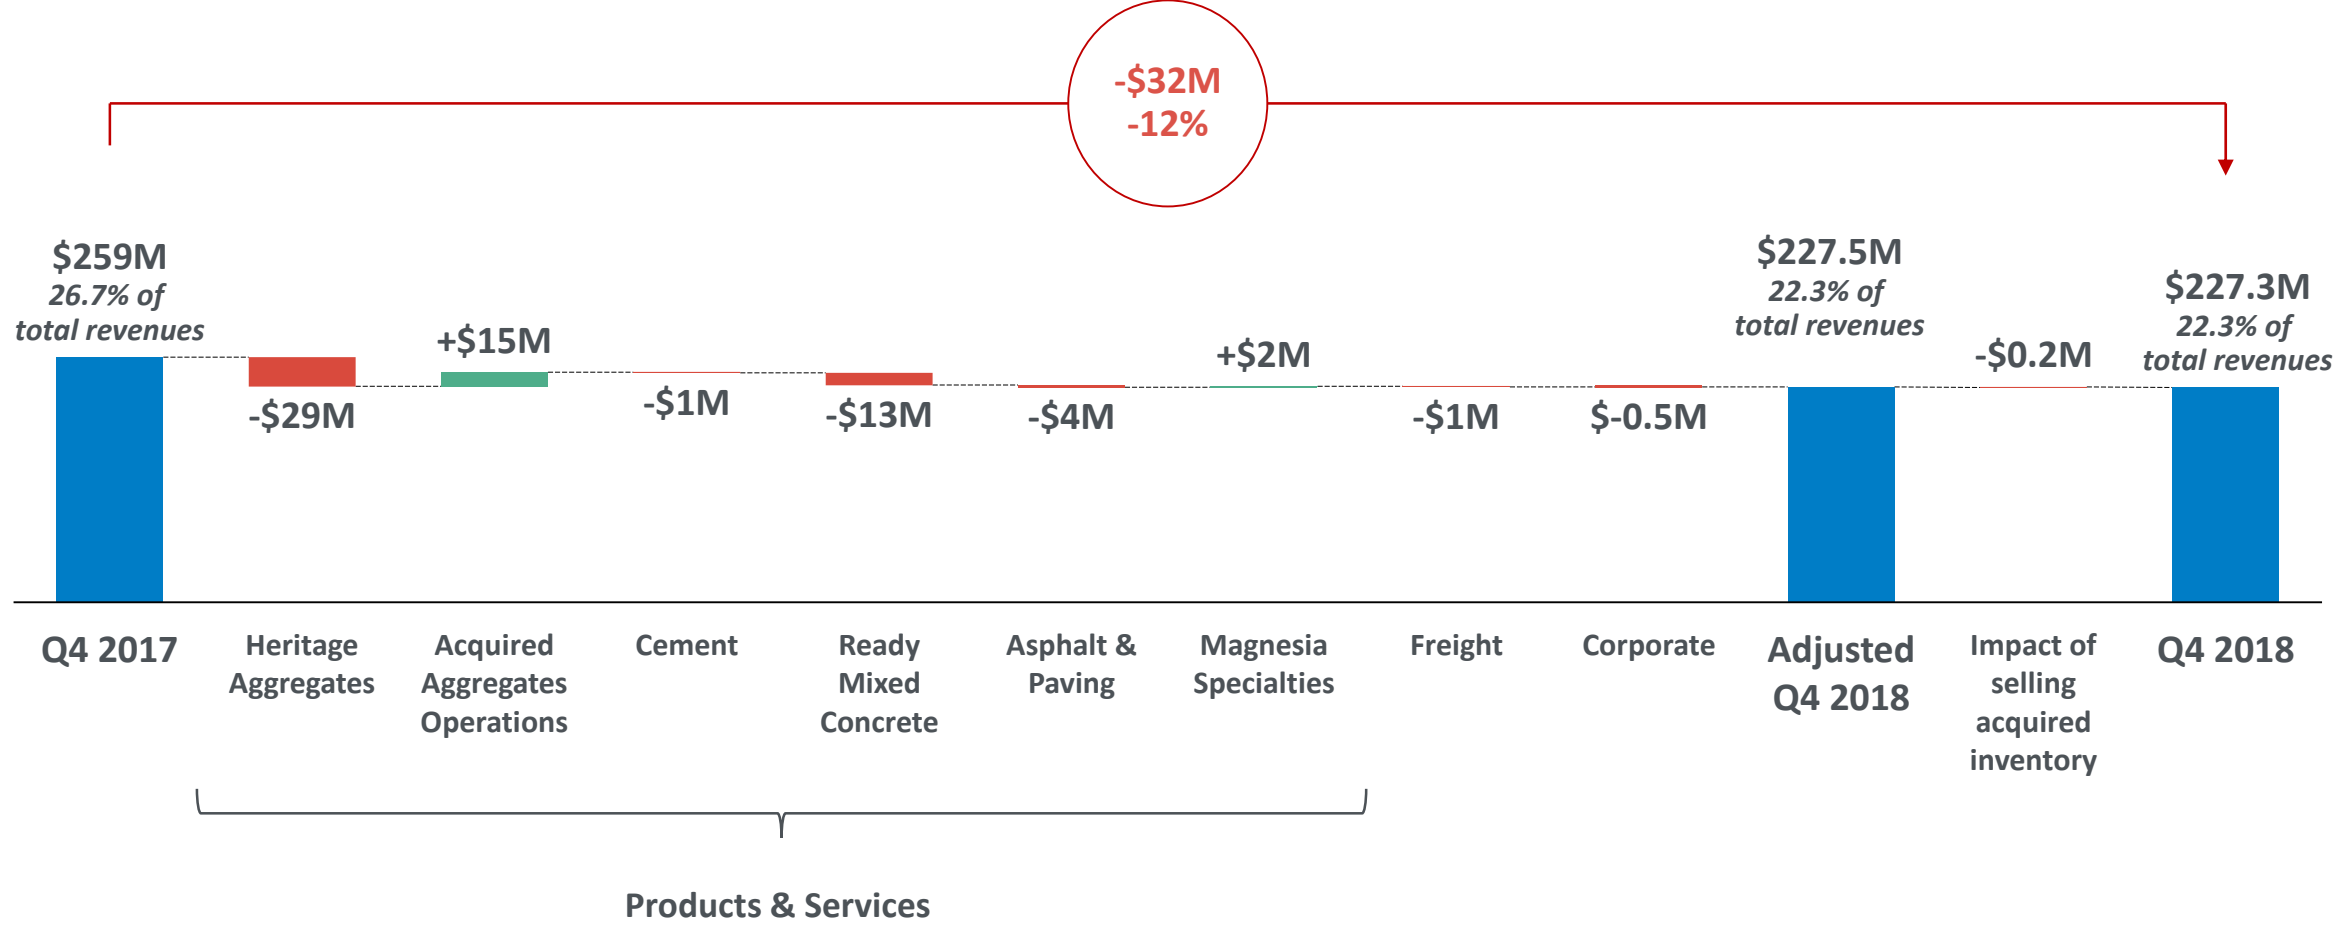 -$32M
-12%
$259M
26.7% of
total revenues
-$29M
+$15M
-$1M
-$13M
-$4M
+$2M
-$1M
$-0.5M
$227.5M
22.3% of
total revenues
-$0.2M
$227.3M
22.3% of
total revenues
Q4 2017
Heritage
Aggregates
Acquired
Aggregates
Operations
Cement
Ready
Mixed
Concrete
Asphalt &
Paving
Magnesia
Specialties
Freight
Corporate
Adjusted
Q4 2018
Impact of
selling
acquired
inventory
Q4 2018
Products & Services